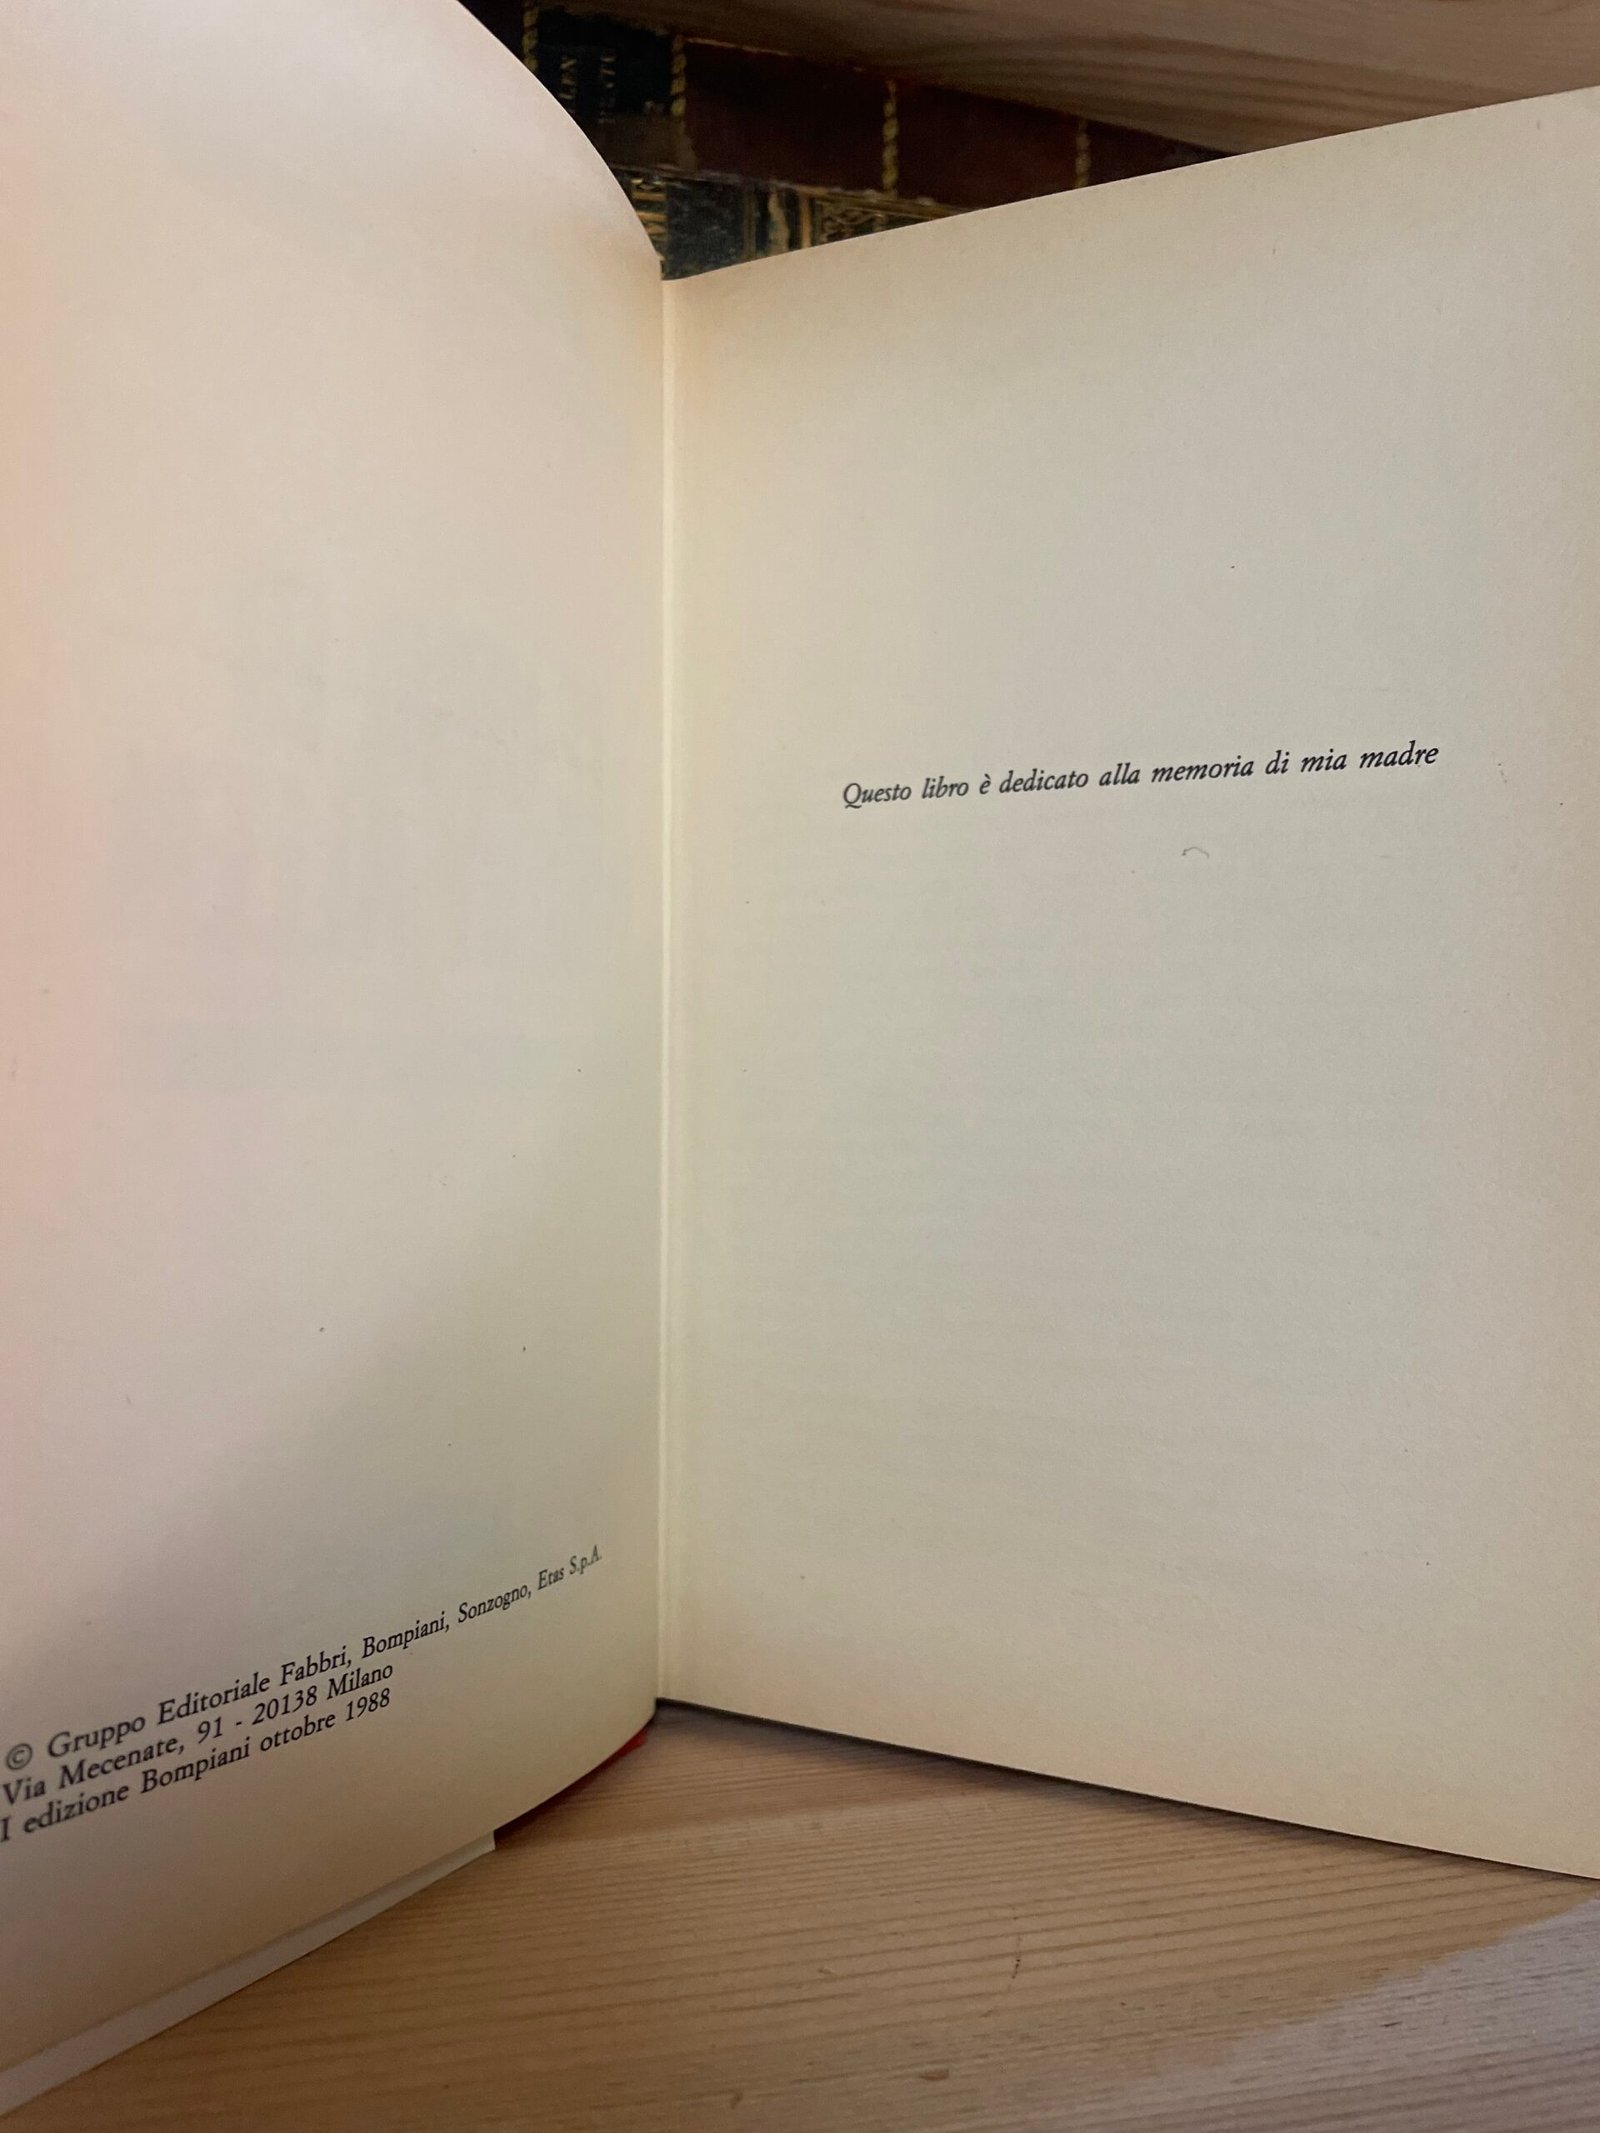 © Gruppo Editoriale Fabbri, Bompiani, Sonzogno, Etas S.p.A.
Via Mecenate, 91 - 20138 Milano
I edizione Bompiani ottobre 1988
Questo libro è dedicato alla memoria di mia madre